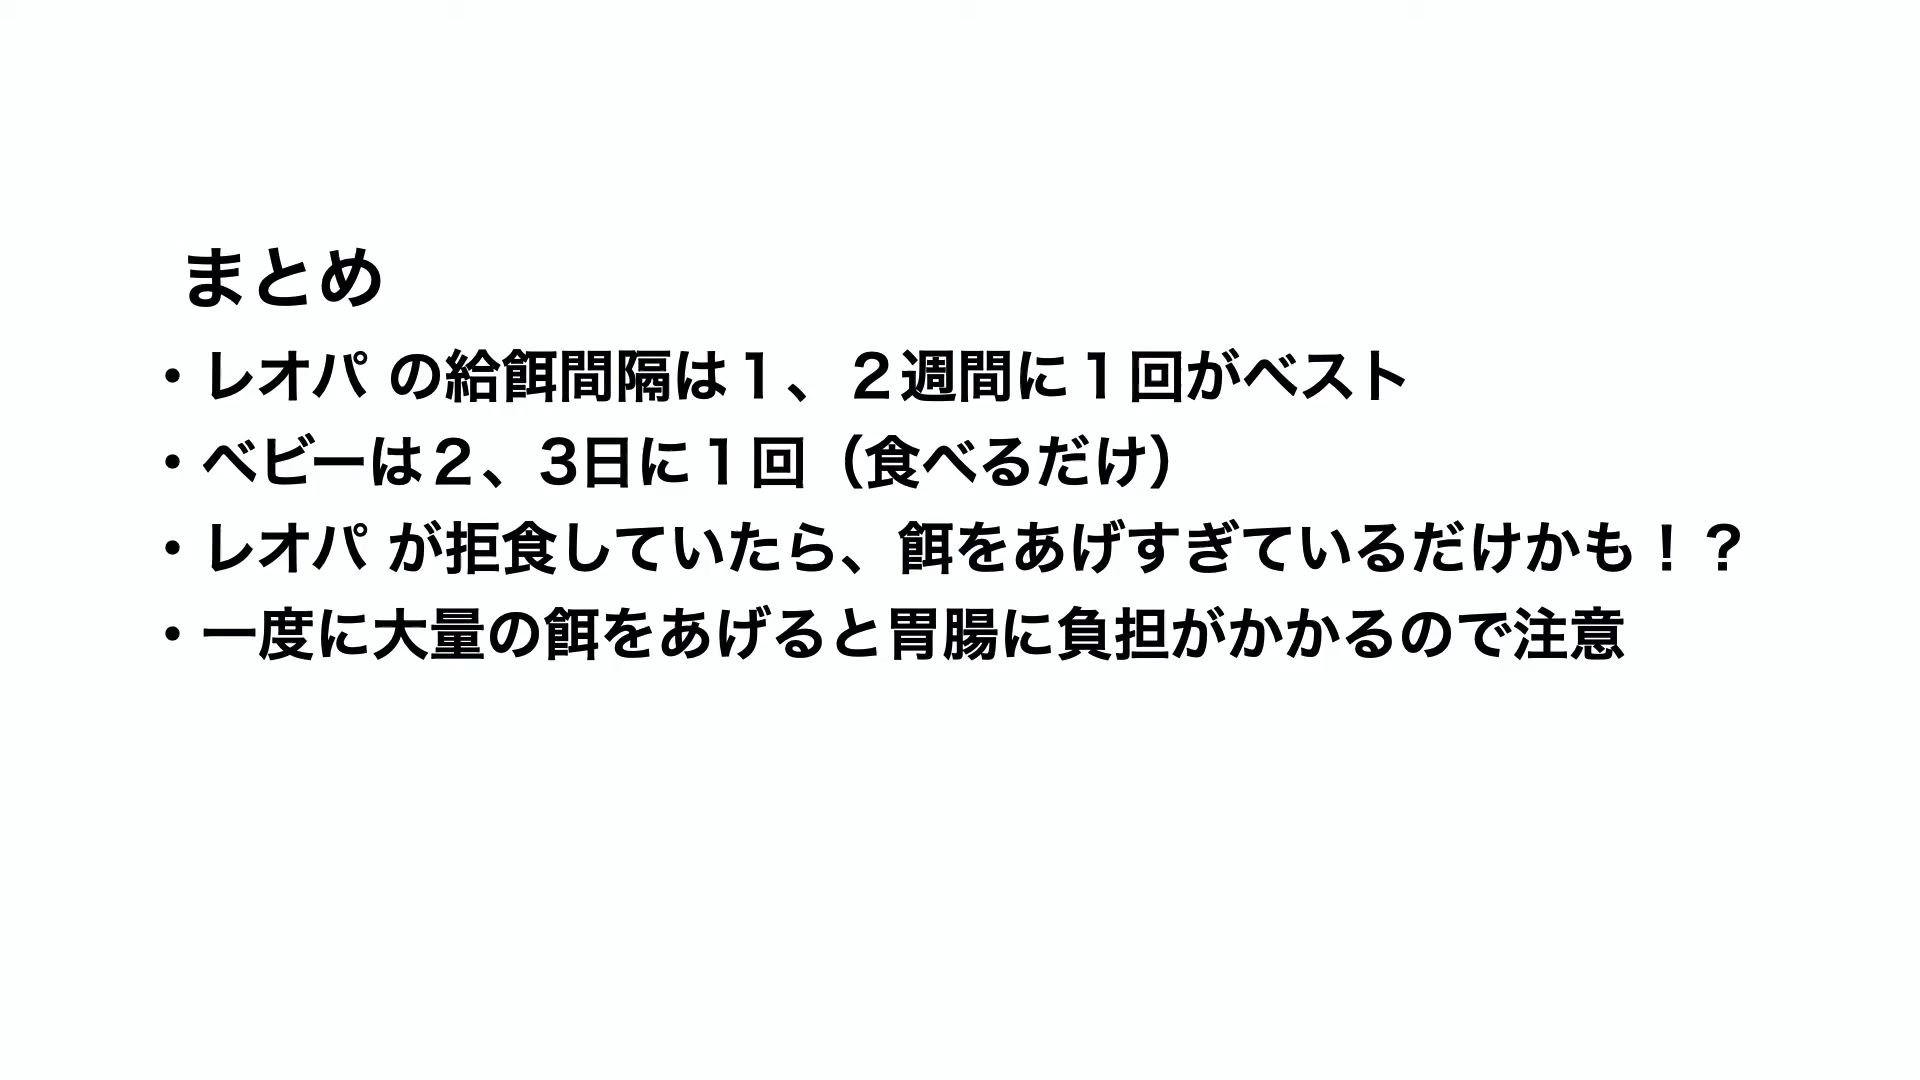 まとめ
・レオパ の給餌間隔は１、２週間に１回がベスト
・ベビーは２、3日に１回（食べるだけ）
・レオパ が拒食していたら、餌をあげすぎているだけかも！？
・一度に大量の餌をあげると胃腸に負担がかかるので注意